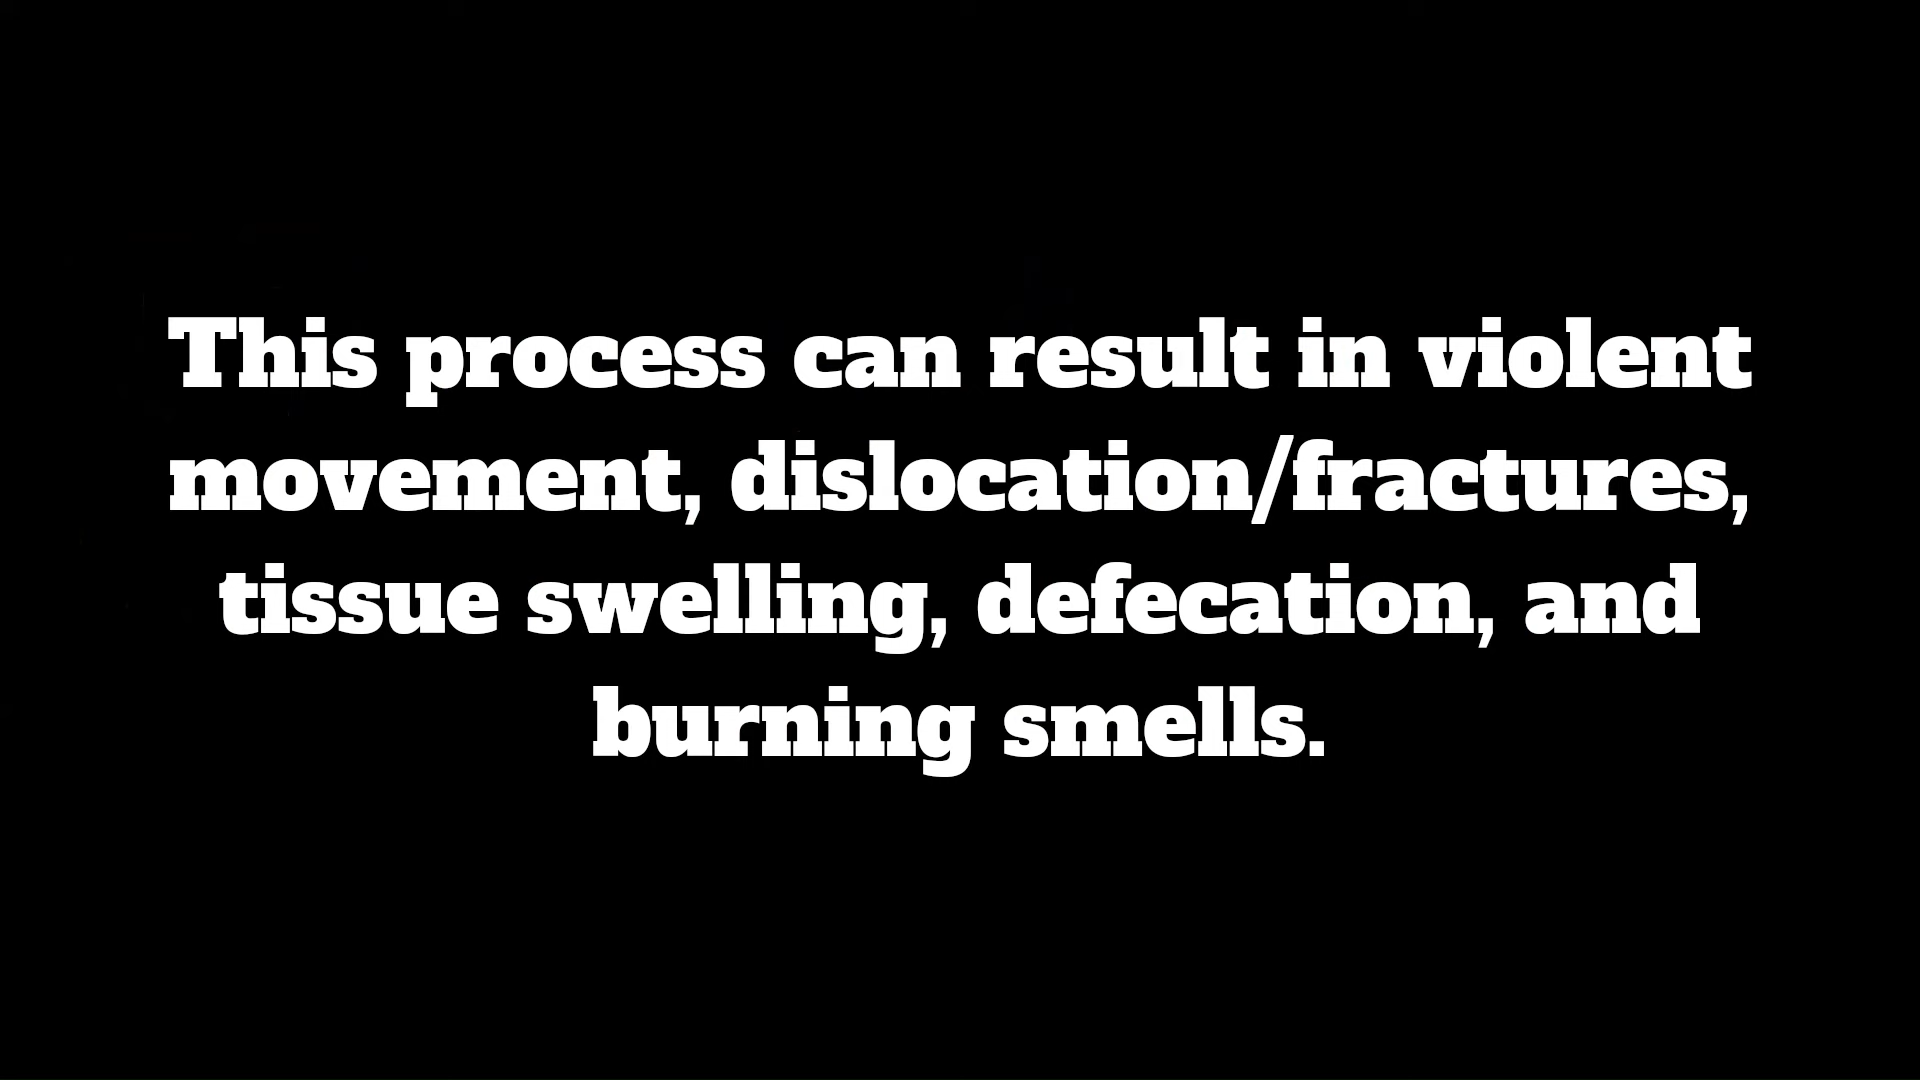 This process can result in violent
movement, dislocation/fractures,
tissue swelling, defecation, and
burning smells.